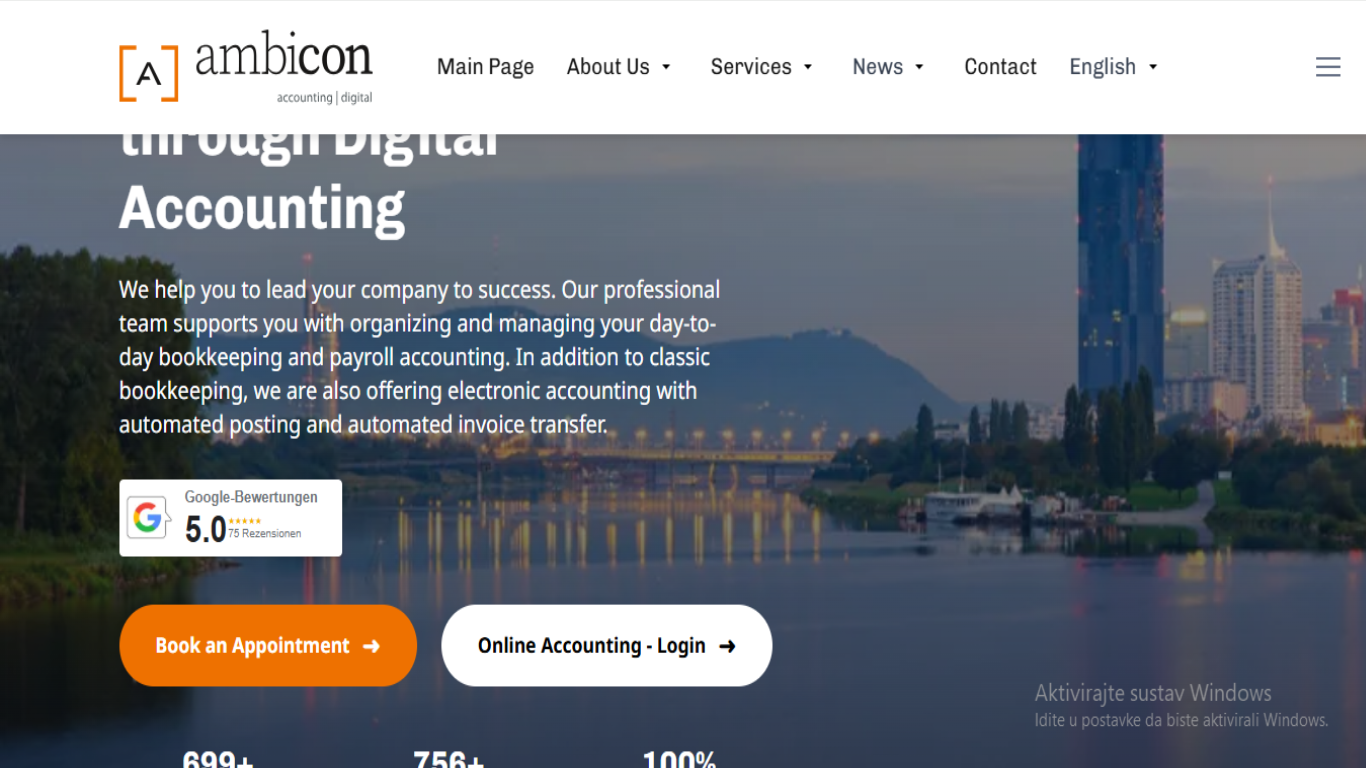 [A] ambicon
accounting | digital
Main Page
About Us
Services
News
Contact
English
through Digital
Accounting
We help you to lead your company to success. Our professional
team supports you with organizing and managing your day-to-
day bookkeeping and payroll accounting. In addition to classic
bookkeeping, we are also offering electronic accounting with
automated posting and automated invoice transfer.
Google-Bewertungen
5.0 ★★★★★
75 Rezensionen
Book an Appointment ➜
Online Accounting - Login ➜
Aktivirajte sustav Windows
Idite u postavke da biste aktivirali Windows.
699+
756+
100%